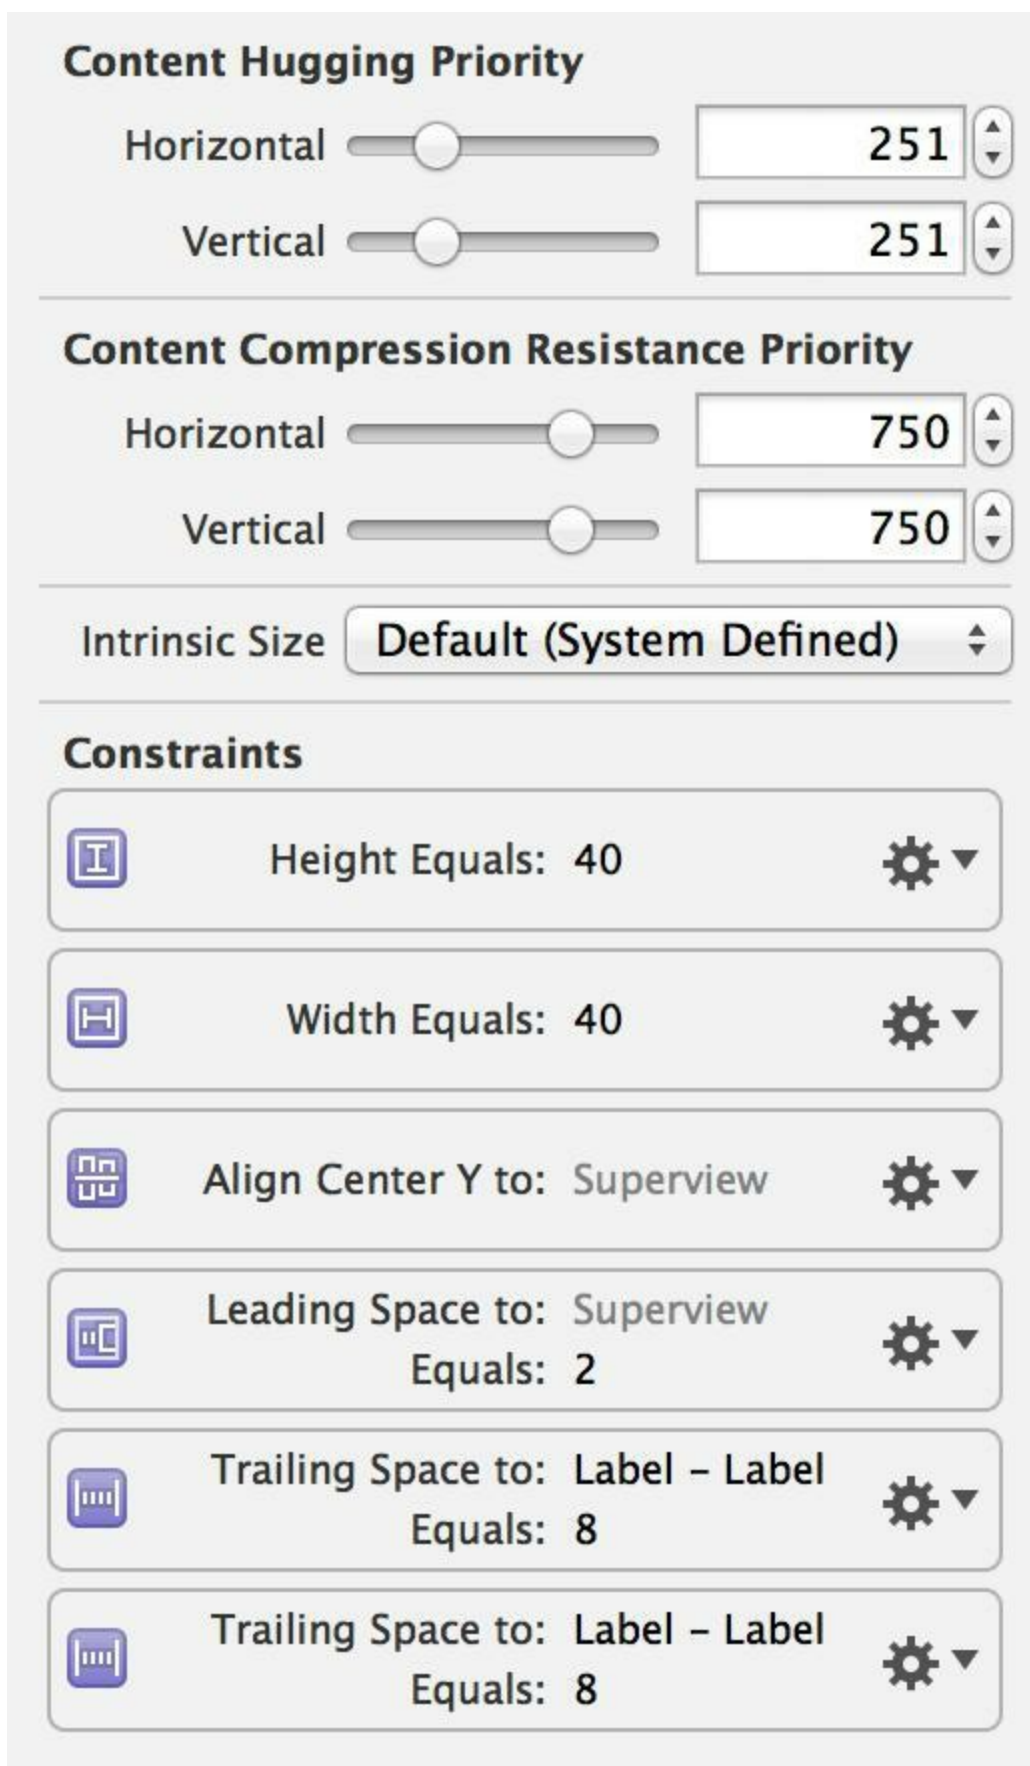 Content Hugging Priority
Horizontal 251
Vertical 251
Content Compression Resistance Priority
Horizontal 750
Vertical 750
Intrinsic Size Default (System Defined)
Constraints
Height Equals: 40
Width Equals: 40
Align Center Y to: Superview
Leading Space to: Superview
Equals: 2
Trailing Space to: Label – Label
Equals: 8
Trailing Space to: Label – Label
Equals: 8